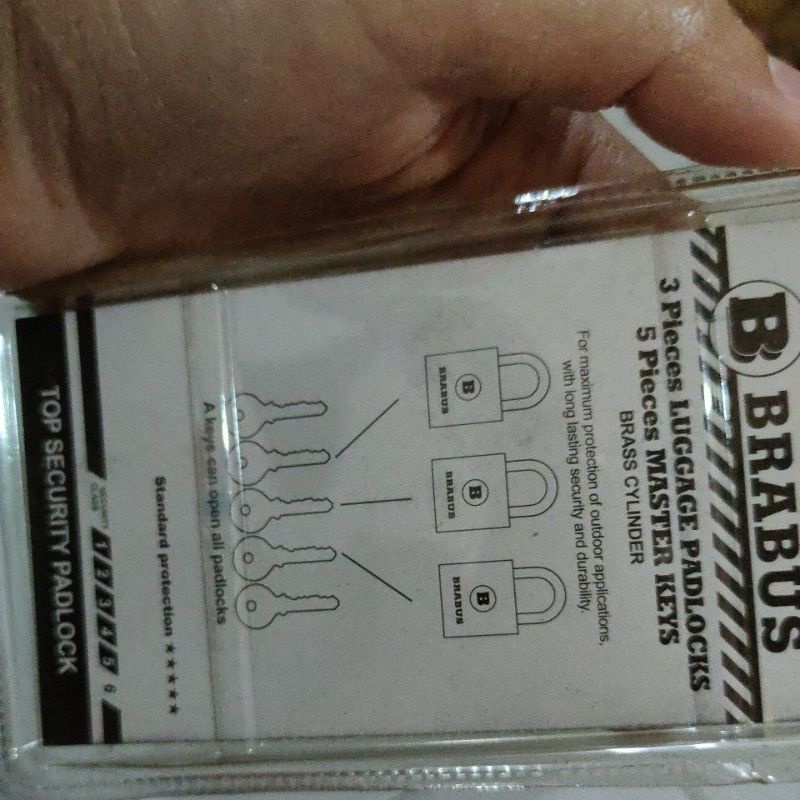 B BRABUS
3 Pieces LUGGAGE PADLOCKS
5 Pieces MASTER KEYS
BRASS CYLINDER
For maximum protection of outdoor applications,
with long lasting security and durability.
B
BRABUS
B
BRABUS
B
BRABUS
A keys can open all padlocks
Standard protection ★★★★★
SECURITY
CLASS
1 2 3 4 5 6
TOP SECURITY PADLOCK